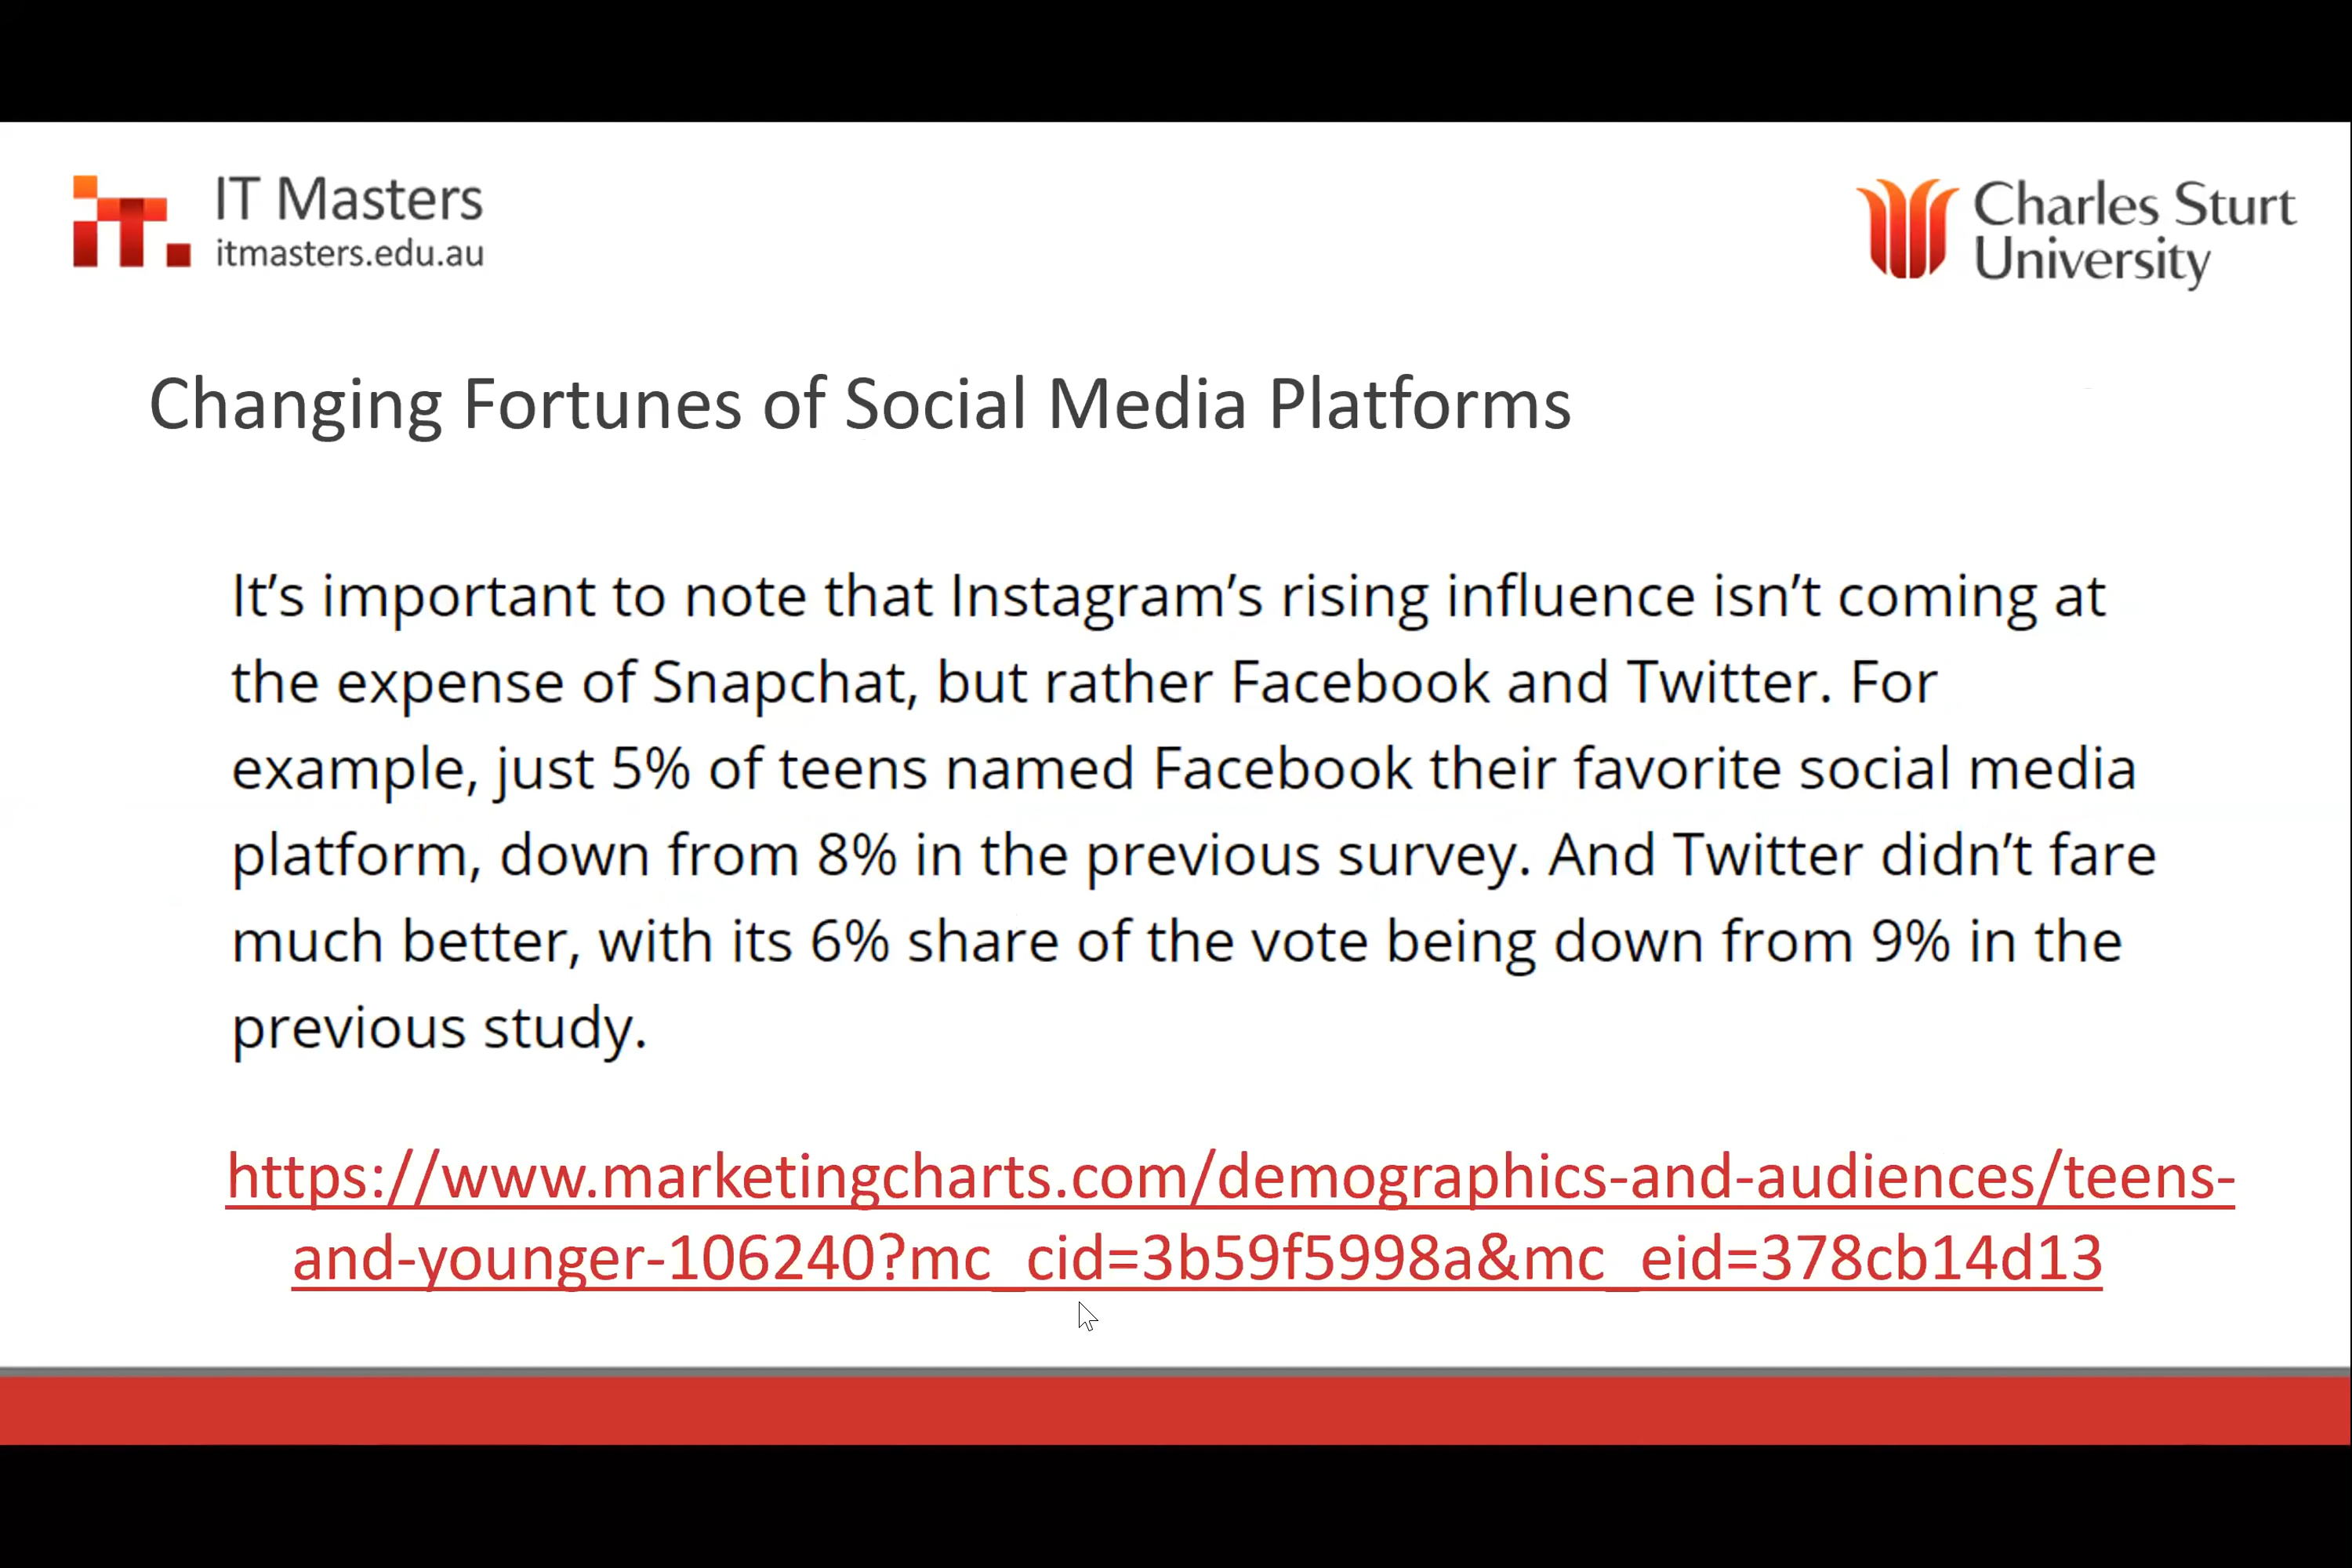 IT Masters
itmasters.edu.au
Charles Sturt
University
Changing Fortunes of Social Media Platforms
It’s important to note that Instagram’s rising influence isn’t coming at
the expense of Snapchat, but rather Facebook and Twitter. For
example, just 5% of teens named Facebook their favorite social media
platform, down from 8% in the previous survey. And Twitter didn’t fare
much better, with its 6% share of the vote being down from 9% in the
previous study.
https://www.marketingcharts.com/demographics-and-audiences/teens-
and-younger-106240?mc_cid=3b59f5998a&mc_eid=378cb14d13